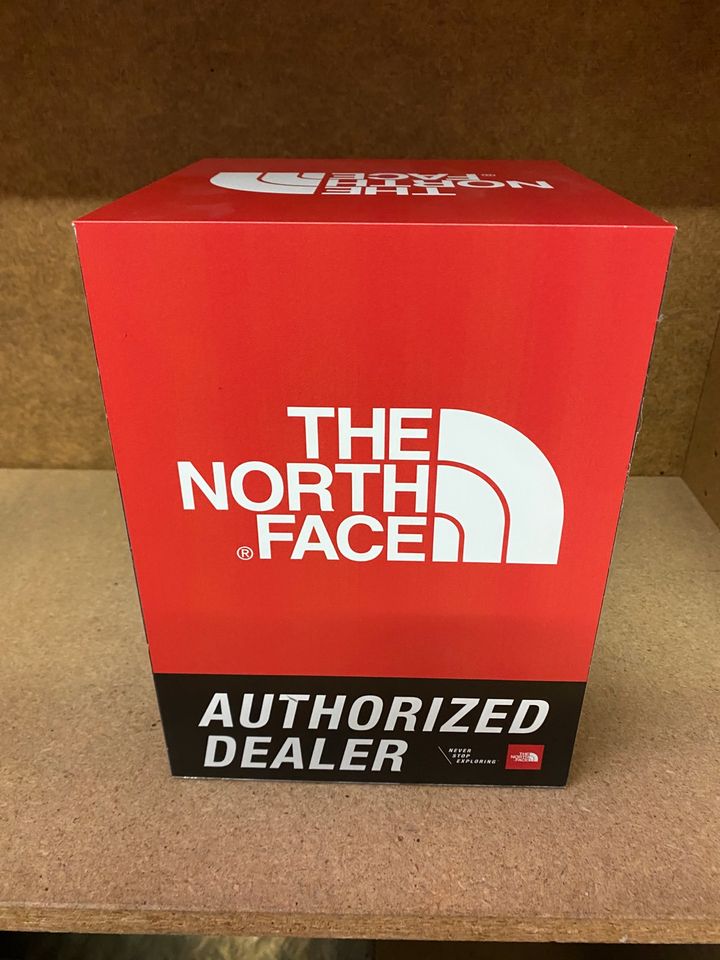 THE
NORTH
FACE ®
THE
NORTH
® FACE
AUTHORIZED
DEALER
NEVER
STOP
EXPLORING
THE
NORTH
FACE